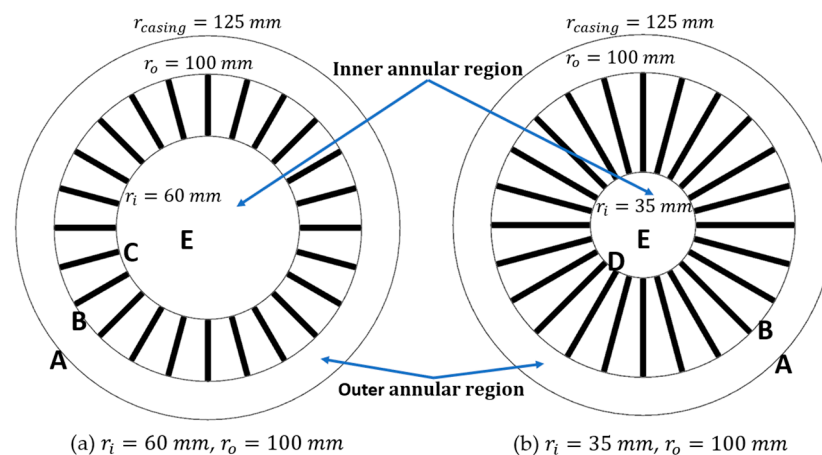 r_casing = 125 mm
r_casing = 125 mm
r_o = 100 mm
r_o = 100 mm
Inner annular region
r_i = 60 mm
r_i = 35 mm
E
E
C
D
B
B
A
A
Outer annular region
(a) r_i = 60 mm, r_o = 100 mm
(b) r_i = 35 mm, r_o = 100 mm